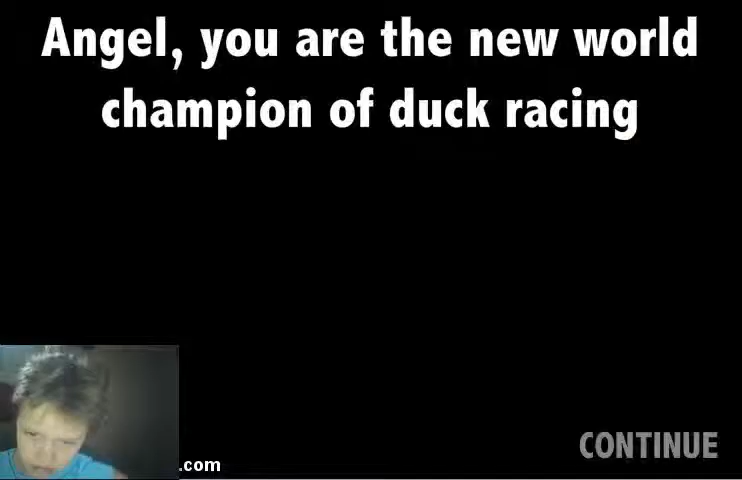 Angel, you are the new world
champion of duck racing
CONTINUE
.com